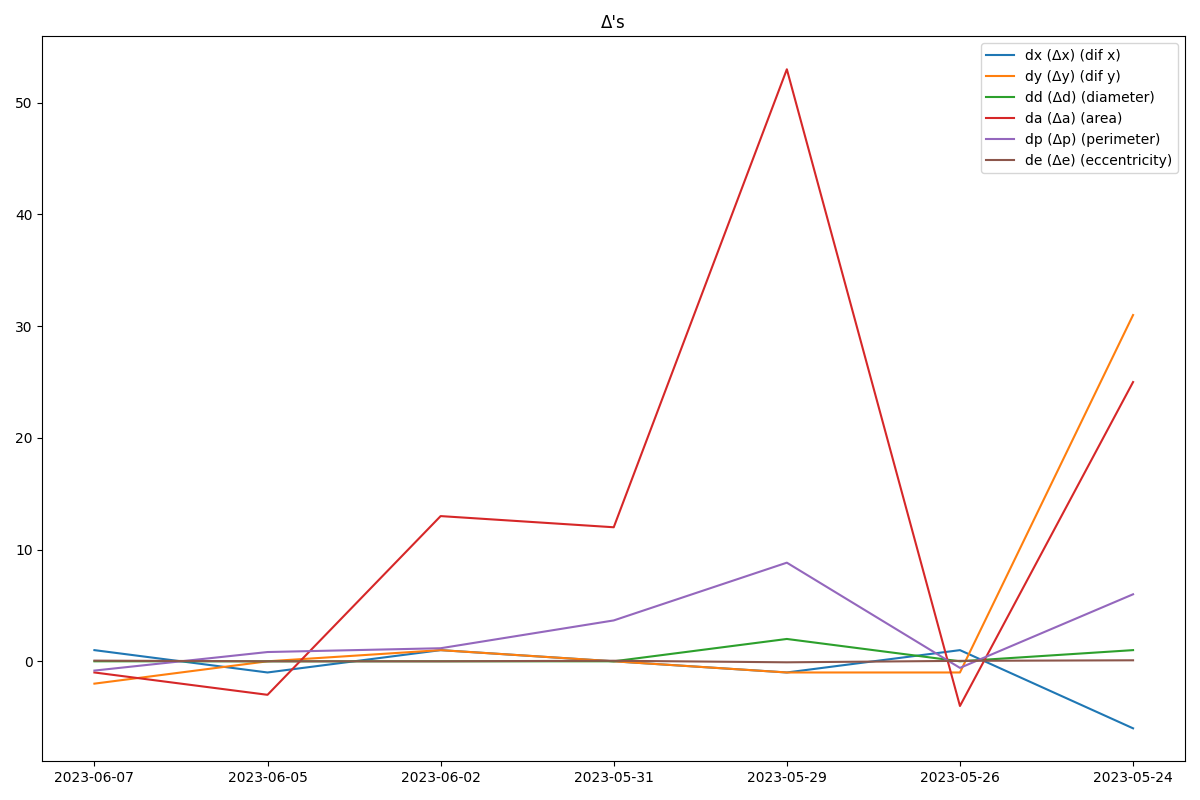 Δ's
dx (Δx) (dif x)
dy (Δy) (dif y)
dd (Δd) (diameter)
da (Δa) (area)
dp (Δp) (perimeter)
de (Δe) (eccentricity)
50
40
30
20
10
0
2023-06-07 2023-06-05 2023-06-02 2023-05-31 2023-05-29 2023-05-26 2023-05-24